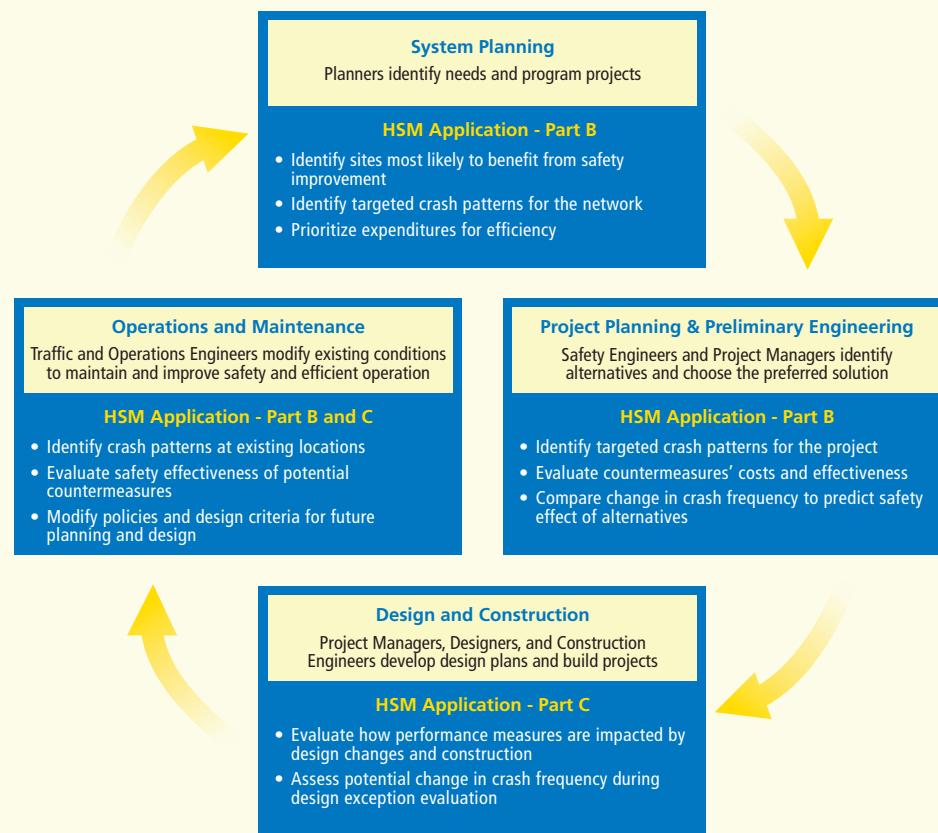 System Planning
Planners identify needs and program projects
HSM Application - Part B
• Identify sites most likely to benefit from safety
improvement
• Identify targeted crash patterns for the network
• Prioritize expenditures for efficiency
Operations and Maintenance
Traffic and Operations Engineers modify existing conditions
to maintain and improve safety and efficient operation
HSM Application - Part B and C
• Identify crash patterns at existing locations
• Evaluate safety effectiveness of potential
countermeasures
• Modify policies and design criteria for future
planning and design
Project Planning & Preliminary Engineering
Safety Engineers and Project Managers identify
alternatives and choose the preferred solution
HSM Application - Part B
• Identify targeted crash patterns for the project
• Evaluate countermeasures’ costs and effectiveness
• Compare change in crash frequency to predict safety
effect of alternatives
Design and Construction
Project Managers, Designers, and Construction
Engineers develop design plans and build projects
HSM Application - Part C
• Evaluate how performance measures are impacted by
design changes and construction
• Assess potential change in crash frequency during
design exception evaluation